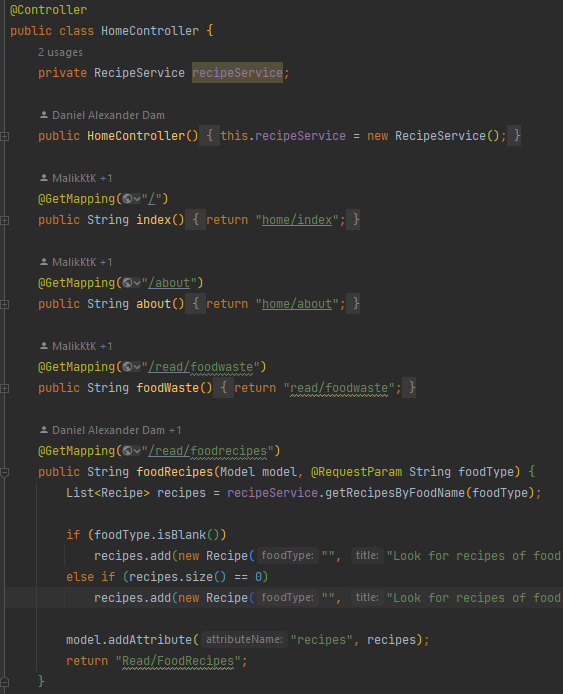 @Controller
public class HomeController {
2 usages
private RecipeService recipeService;
Daniel Alexander Dam
public HomeController() { this.recipeService = new RecipeService(); }
MalikKtK +1
@GetMapping("/")
public String index() { return "home/index"; }
MalikKtK +1
@GetMapping("/about")
public String about() { return "home/about"; }
MalikKtK +1
@GetMapping("/read/foodwaste")
public String foodWaste() { return "read/foodwaste"; }
Daniel Alexander Dam +1
@GetMapping("/read/foodrecipes")
public String foodRecipes(Model model, @RequestParam String foodType) {
List<Recipe> recipes = recipeService.getRecipesByFoodName(foodType);
if (foodType.isBlank())
recipes.add(new Recipe( foodType: "", title: "Look for recipes of food
else if (recipes.size() == 0)
recipes.add(new Recipe( foodType: "", title: "Look for recipes of food
model.addAttribute( attributeName: "recipes", recipes);
return "Read/FoodRecipes";
}